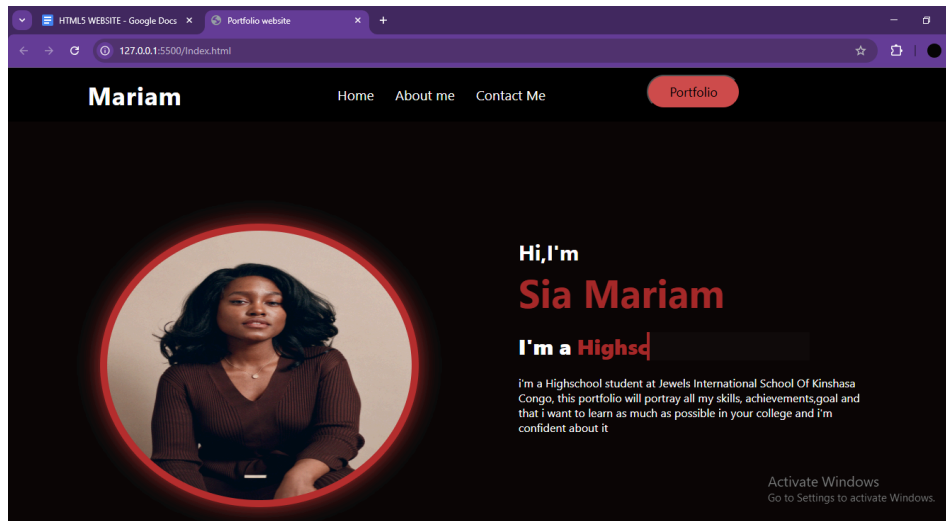 HTML5 WEBSITE - Google Docs
Portfolio website
127.0.0.1:5500/Index.html
Mariam
Home About me Contact Me Portfolio
Hi,I'm
Sia Mariam
I'm a Highsc
i'm a Highschool student at Jewels International School Of Kinshasa
Congo, this portfolio will portray all my skills, achievements,goal and
that i want to learn as much as possible in your college and i'm
confident about it
Activate Windows
Go to Settings to activate Windows.